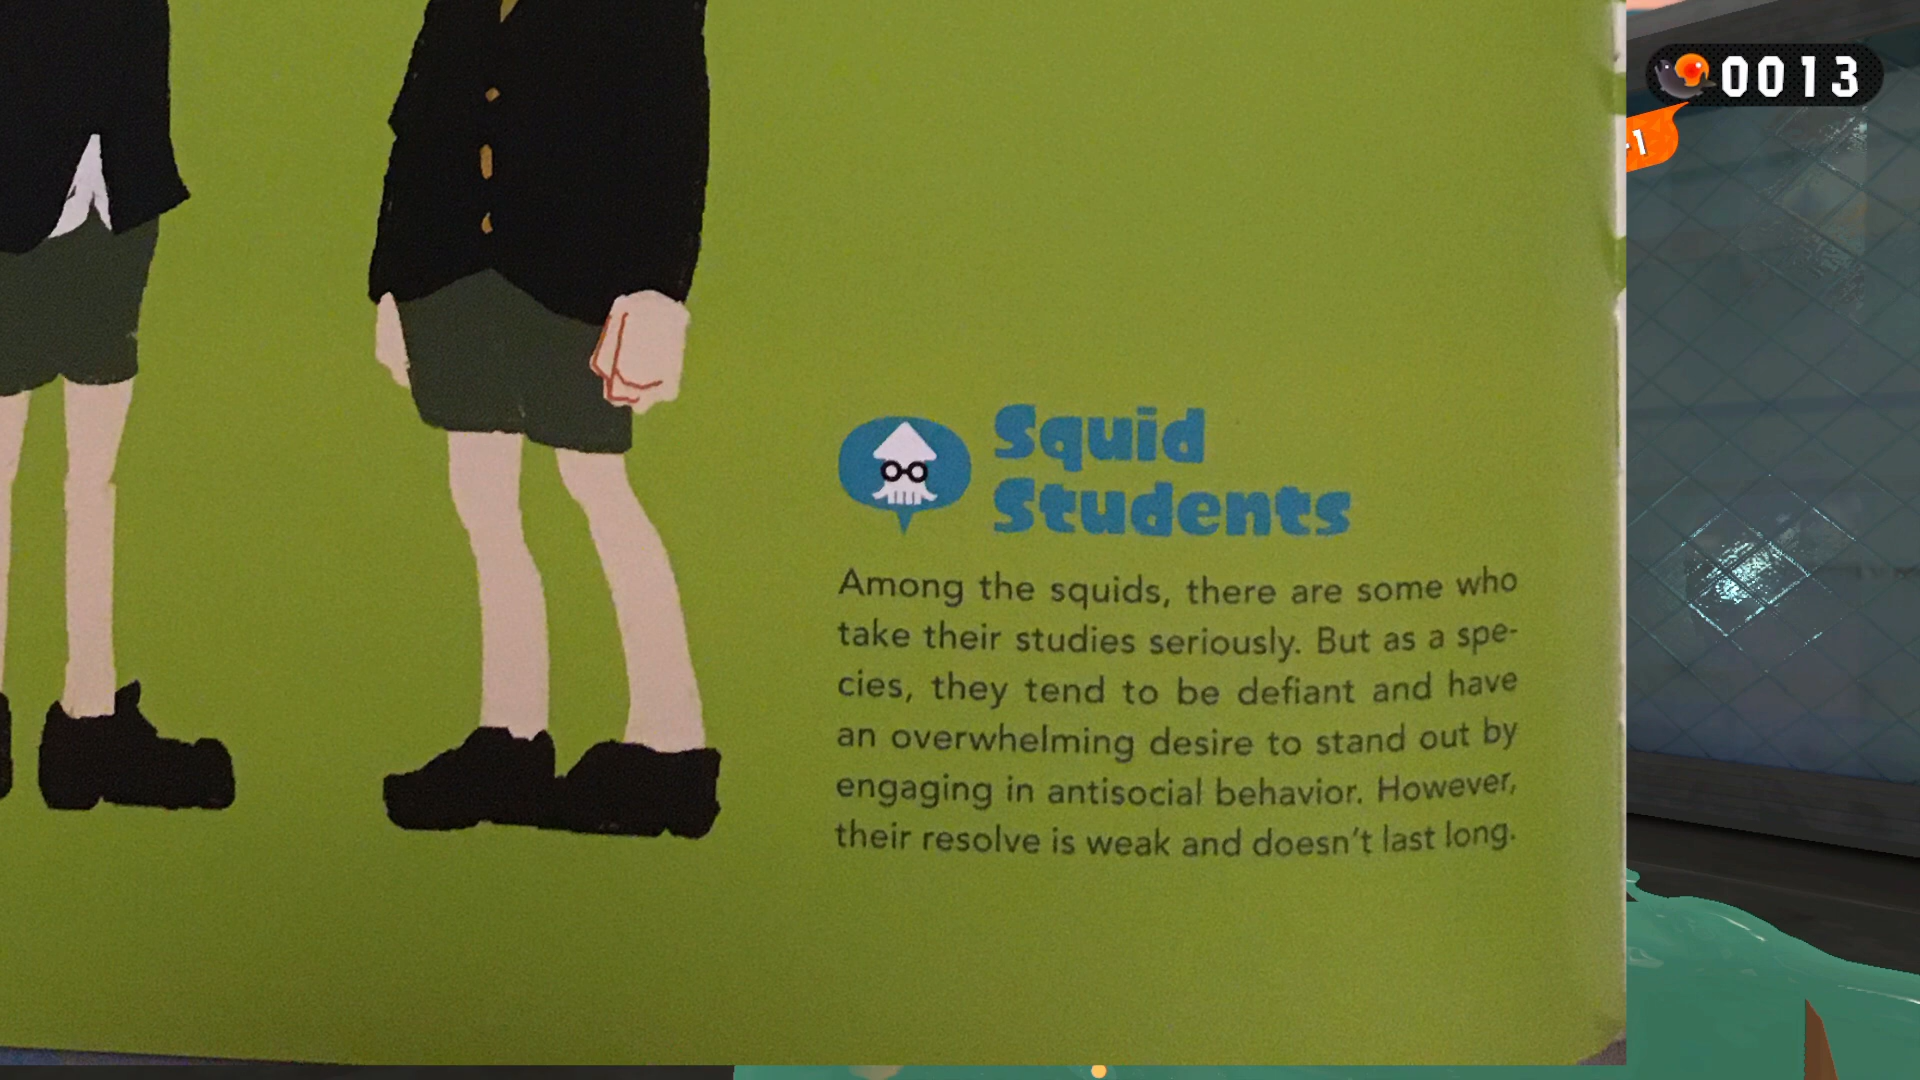 0013
-1
Squid
Students
Among the squids, there are some who
take their studies seriously. But as a spe-
cies, they tend to be defiant and have
an overwhelming desire to stand out by
engaging in antisocial behavior. However,
their resolve is weak and doesn't last long.